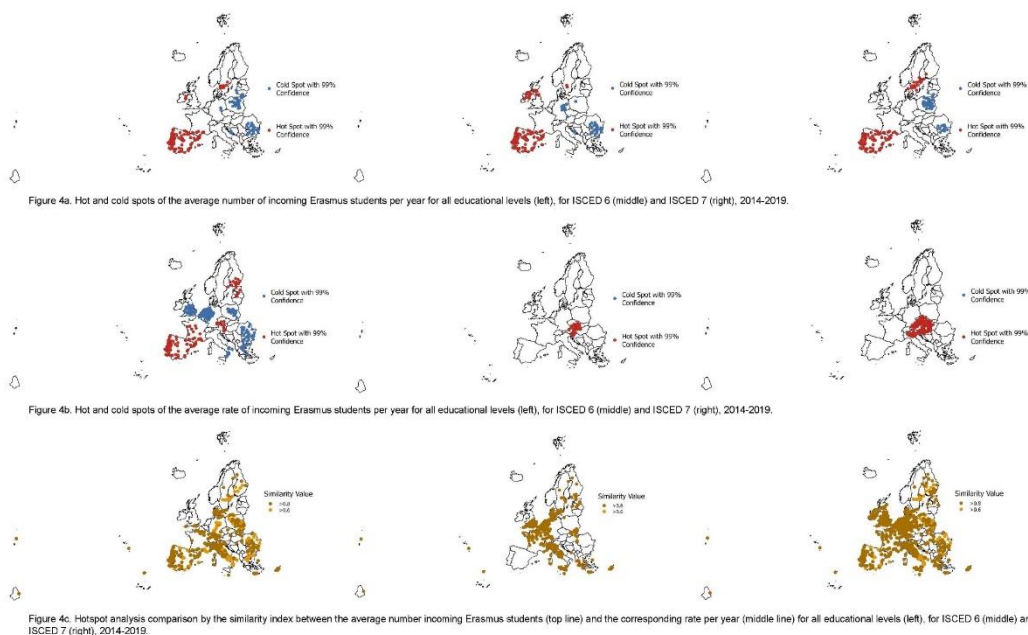 Cold Spot with 99%
Confidence
Hot Spot with 99%
Confidence
Cold Spot with 99%
Confidence
Hot Spot with 99%
Confidence
Cold Spot with 99%
Confidence
Hot Spot with 99%
Confidence
Figure 4a. Hot and cold spots of the average number of incoming Erasmus students per year for all educational levels (left), for ISCED 6 (middle) and ISCED 7 (right), 2014-2019.
Cold Spot with 99%
Confidence
Hot Spot with 99%
Confidence
Cold Spot with 99%
Confidence
Hot Spot with 99%
Confidence
Cold Spot with 99%
Confidence
Hot Spot with 99%
Confidence
Figure 4b. Hot and cold spots of the average rate of incoming Erasmus students per year for all educational levels (left), for ISCED 6 (middle) and ISCED 7 (right), 2014-2019.
Similarity Value
Similarity Value
Similarity Value
Figure 4c. Hotspot analysis comparison by the similarity index between the average number incoming Erasmus students (top line) and the corresponding rate per year (middle line) for all educational levels (left), for ISCED 6 (middle)
ISCED 7 (right), 2014-2019.